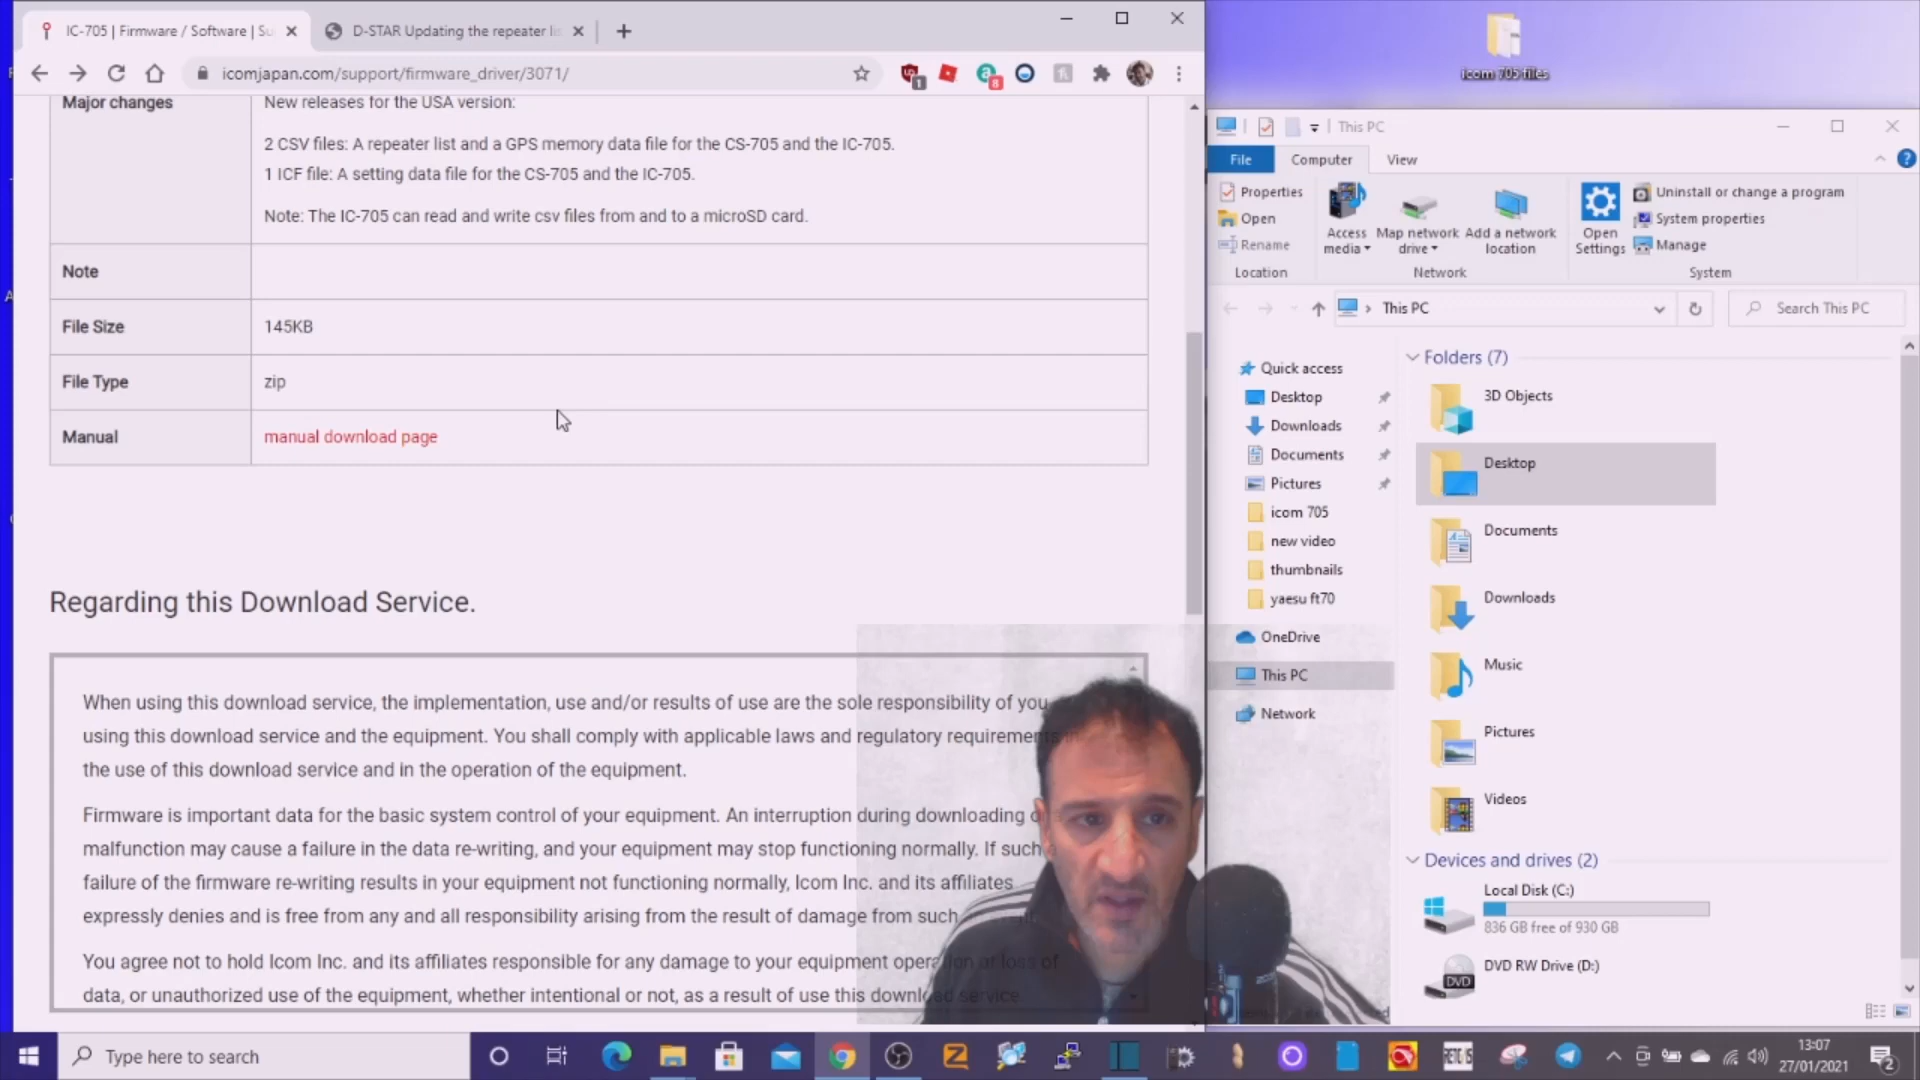 IC-705 | Firmware / Software | Su
D-STAR Updating the repeater li
icomjapan.com/support/firmware_driver/3071/
1
8
Major changes
New releases for the USA version:
2 CSV files: A repeater list and a GPS memory data file for the CS-705 and the IC-705.
1 ICF file: A setting data file for the CS-705 and the IC-705.
Note: The IC-705 can read and write csv files from and to a microSD card.
Note
File Size
145KB
File Type
zip
Manual
manual download page
Regarding this Download Service.
When using this download service, the implementation, use and/or results of use are the sole responsibility of you
using this download service and the equipment. You shall comply with applicable laws and regulatory requirements
the use of this download service and in the operation of the equipment.
Firmware is important data for the basic system control of your equipment. An interruption during downloading
malfunction may cause a failure in the data re-writing, and your equipment may stop functioning normally. If such
failure of the firmware re-writing results in your equipment not functioning normally, Icom Inc. and its affiliates
expressly denies and is free from any and all responsibility arising from the result of damage from such
You agree not to hold Icom Inc. and its affiliates responsible for any damage to your equipment operation or loss of
data, or unauthorized use of the equipment, whether intentional or not, as a result of use this download service
icom 705 files
This PC
File
Computer
View
Properties
Open
Rename
Location
Access
media
Map network
drive
Add a network
location
Network
Open
Settings
Uninstall or change a program
System properties
Manage
System
This PC
Search This PC
Quick access
Desktop
Downloads
Documents
Pictures
icom 705
new video
thumbnails
yaesu ft70
OneDrive
This PC
Network
Folders (7)
3D Objects
Desktop
Documents
Downloads
Music
Pictures
Videos
Devices and drives (2)
Local Disk (C:)
836 GB free of 930 GB
DVD RW Drive (D:)
DVD
Type here to search
13:07
27/01/2021
2